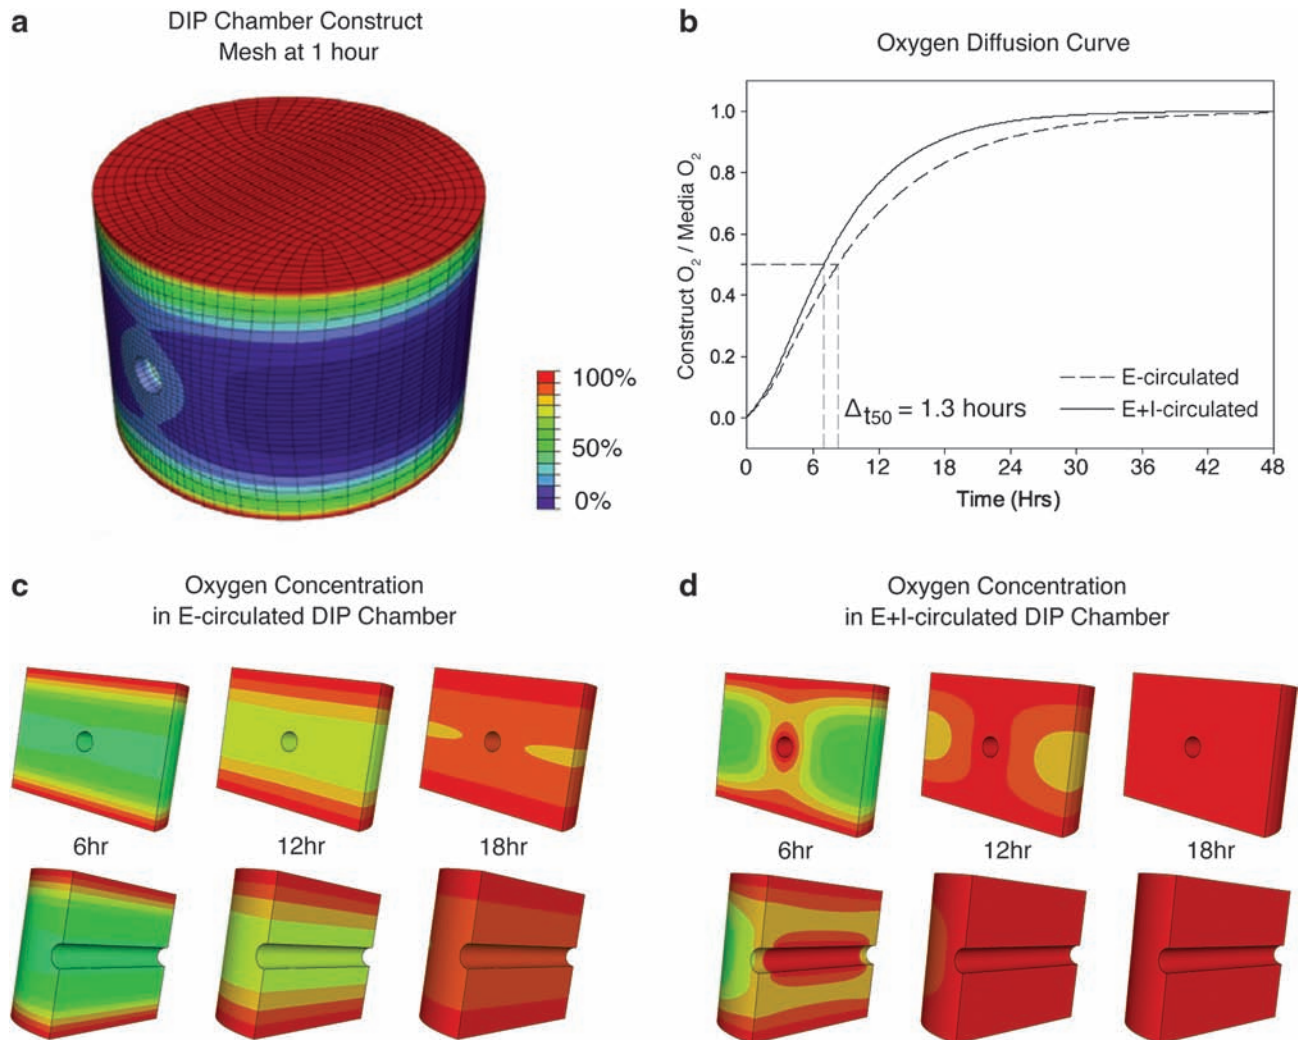 a
DIP Chamber Construct
Mesh at 1 hour
100%
50%
0%
b
Oxygen Diffusion Curve
Construct O₂ / Media O₂
1.0
0.8
0.6
0.4
0.2
0.0
E-circulated
E+I-circulated
Δt50 = 1.3 hours
0 6 12 18 24 30 36 42 48
Time (Hrs)
c
Oxygen Concentration
in E-circulated DIP Chamber
6hr 12hr 18hr
d
Oxygen Concentration
in E+I-circulated DIP Chamber
6hr 12hr 18hr